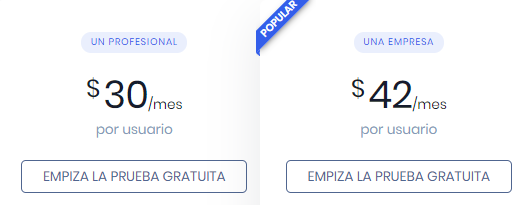 UN PROFESIONAL
$30/mes
por usuario
EMPIZA LA PRUEBA GRATUITA
POPULAR
UNA EMPRESA
$42/mes
por usuario
EMPIZA LA PRUEBA GRATUITA